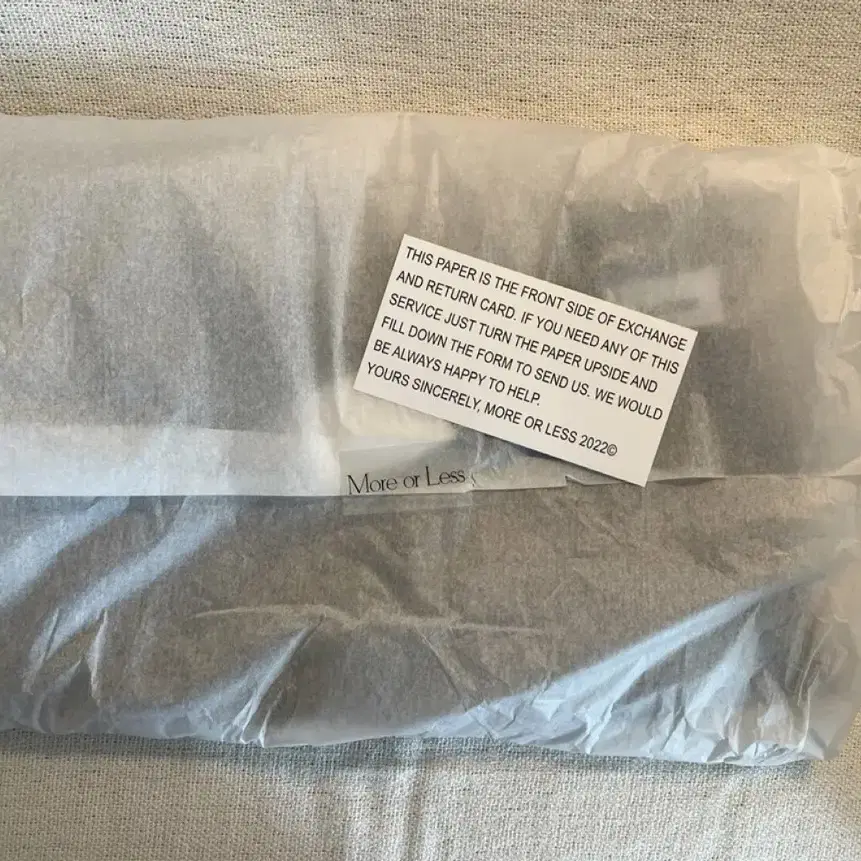 THIS PAPER IS THE FRONT SIDE OF EXCHANGE
AND RETURN CARD. IF YOU NEED ANY OF THIS
SERVICE JUST TURN THE PAPER UPSIDE AND
FILL DOWN THE FORM TO SEND US. WE WOULD
BE ALWAYS HAPPY TO HELP.
YOURS SINCERELY, MORE OR LESS 2022©
More or Less